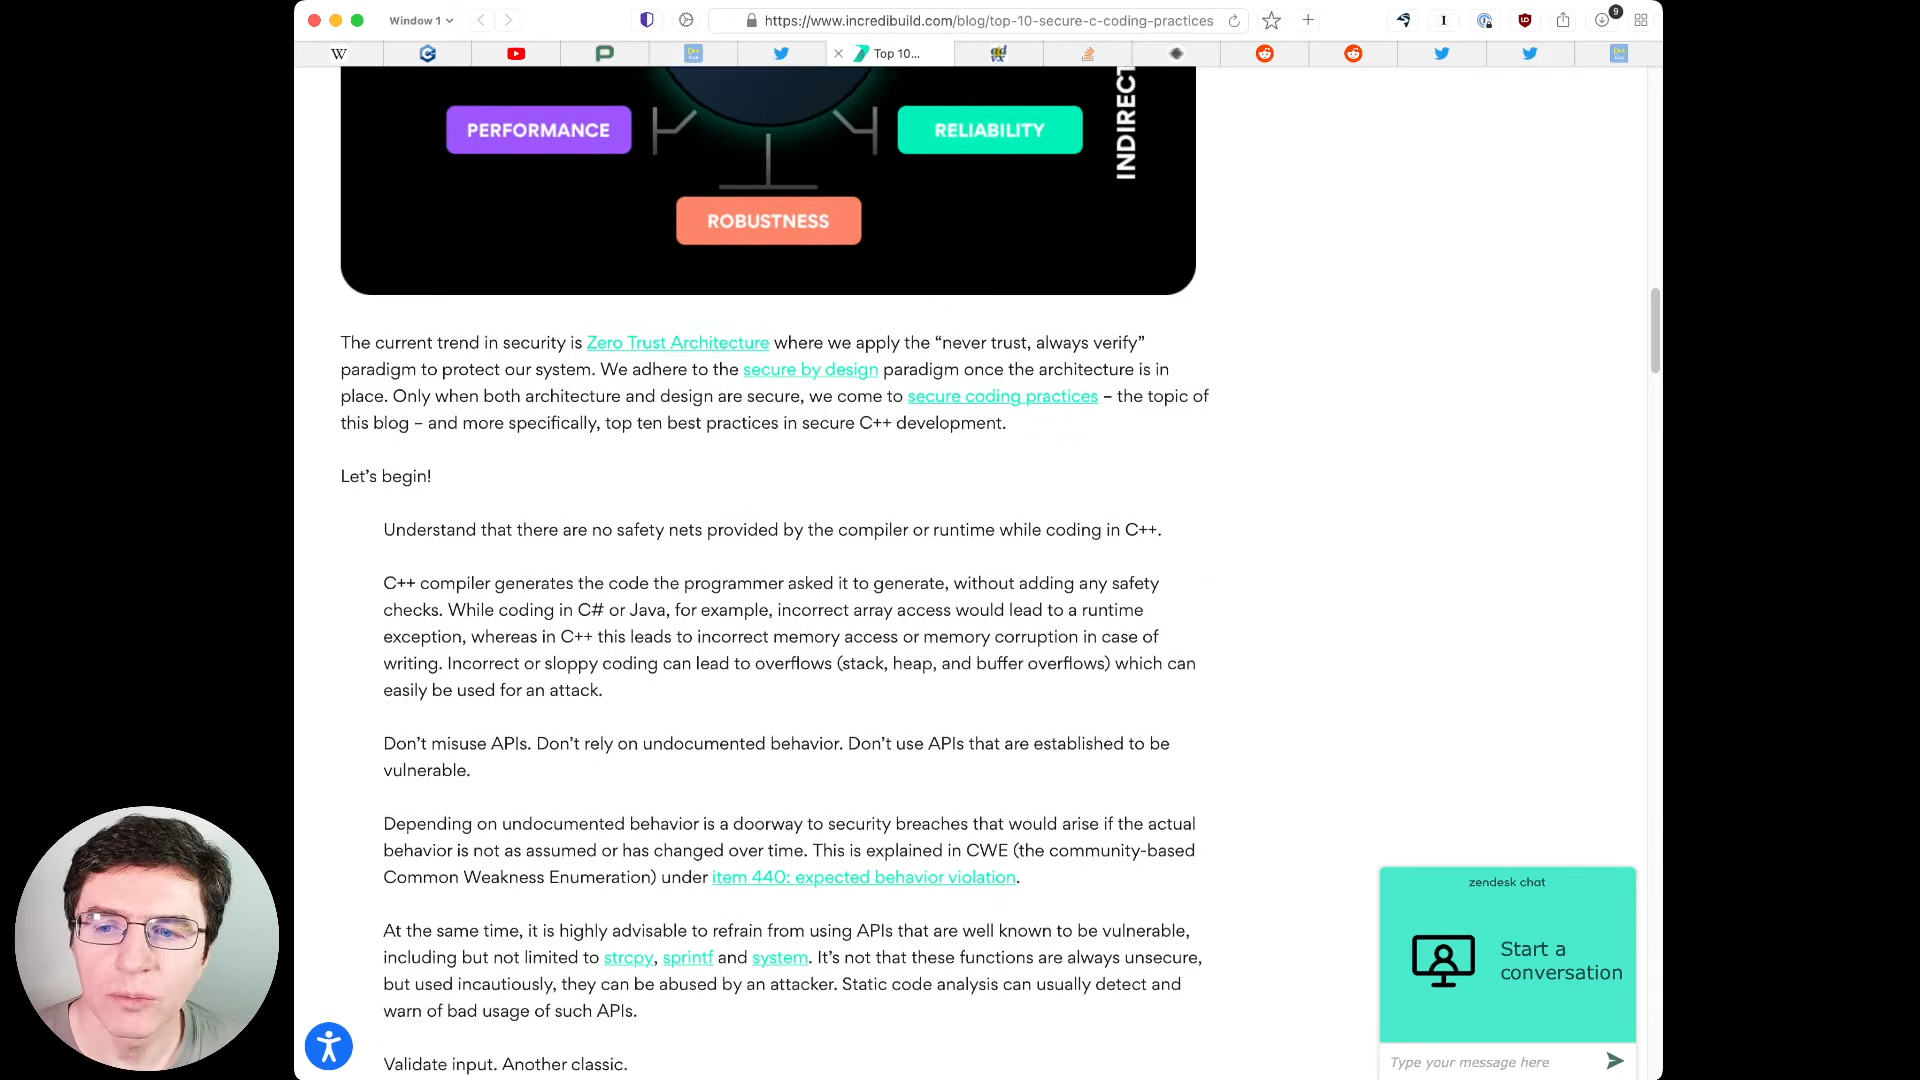 Window 1
https://www.incredibuild.com/blog/top-10-secure-c-coding-practices
9
W
Top 10...
PERFORMANCE
RELIABILITY
INDIRECT
ROBUSTNESS
The current trend in security is Zero Trust Architecture where we apply the “never trust, always verify”
paradigm to protect our system. We adhere to the secure by design paradigm once the architecture is in
place. Only when both architecture and design are secure, we come to secure coding practices – the topic of
this blog – and more specifically, top ten best practices in secure C++ development.
Let’s begin!
Understand that there are no safety nets provided by the compiler or runtime while coding in C++.
C++ compiler generates the code the programmer asked it to generate, without adding any safety
checks. While coding in C# or Java, for example, incorrect array access would lead to a runtime
exception, whereas in C++ this leads to incorrect memory access or memory corruption in case of
writing. Incorrect or sloppy coding can lead to overflows (stack, heap, and buffer overflows) which can
easily be used for an attack.
Don’t misuse APIs. Don’t rely on undocumented behavior. Don’t use APIs that are established to be
vulnerable.
Depending on undocumented behavior is a doorway to security breaches that would arise if the actual
behavior is not as assumed or has changed over time. This is explained in CWE (the community-based
Common Weakness Enumeration) under item 440: expected behavior violation.
At the same time, it is highly advisable to refrain from using APIs that are well known to be vulnerable,
including but not limited to strcpy, sprintf and system. It’s not that these functions are always unsecure,
but used incautiously, they can be abused by an attacker. Static code analysis can usually detect and
warn of bad usage of such APIs.
Validate input. Another classic.
zendesk chat
Start a
conversation
Type your message here